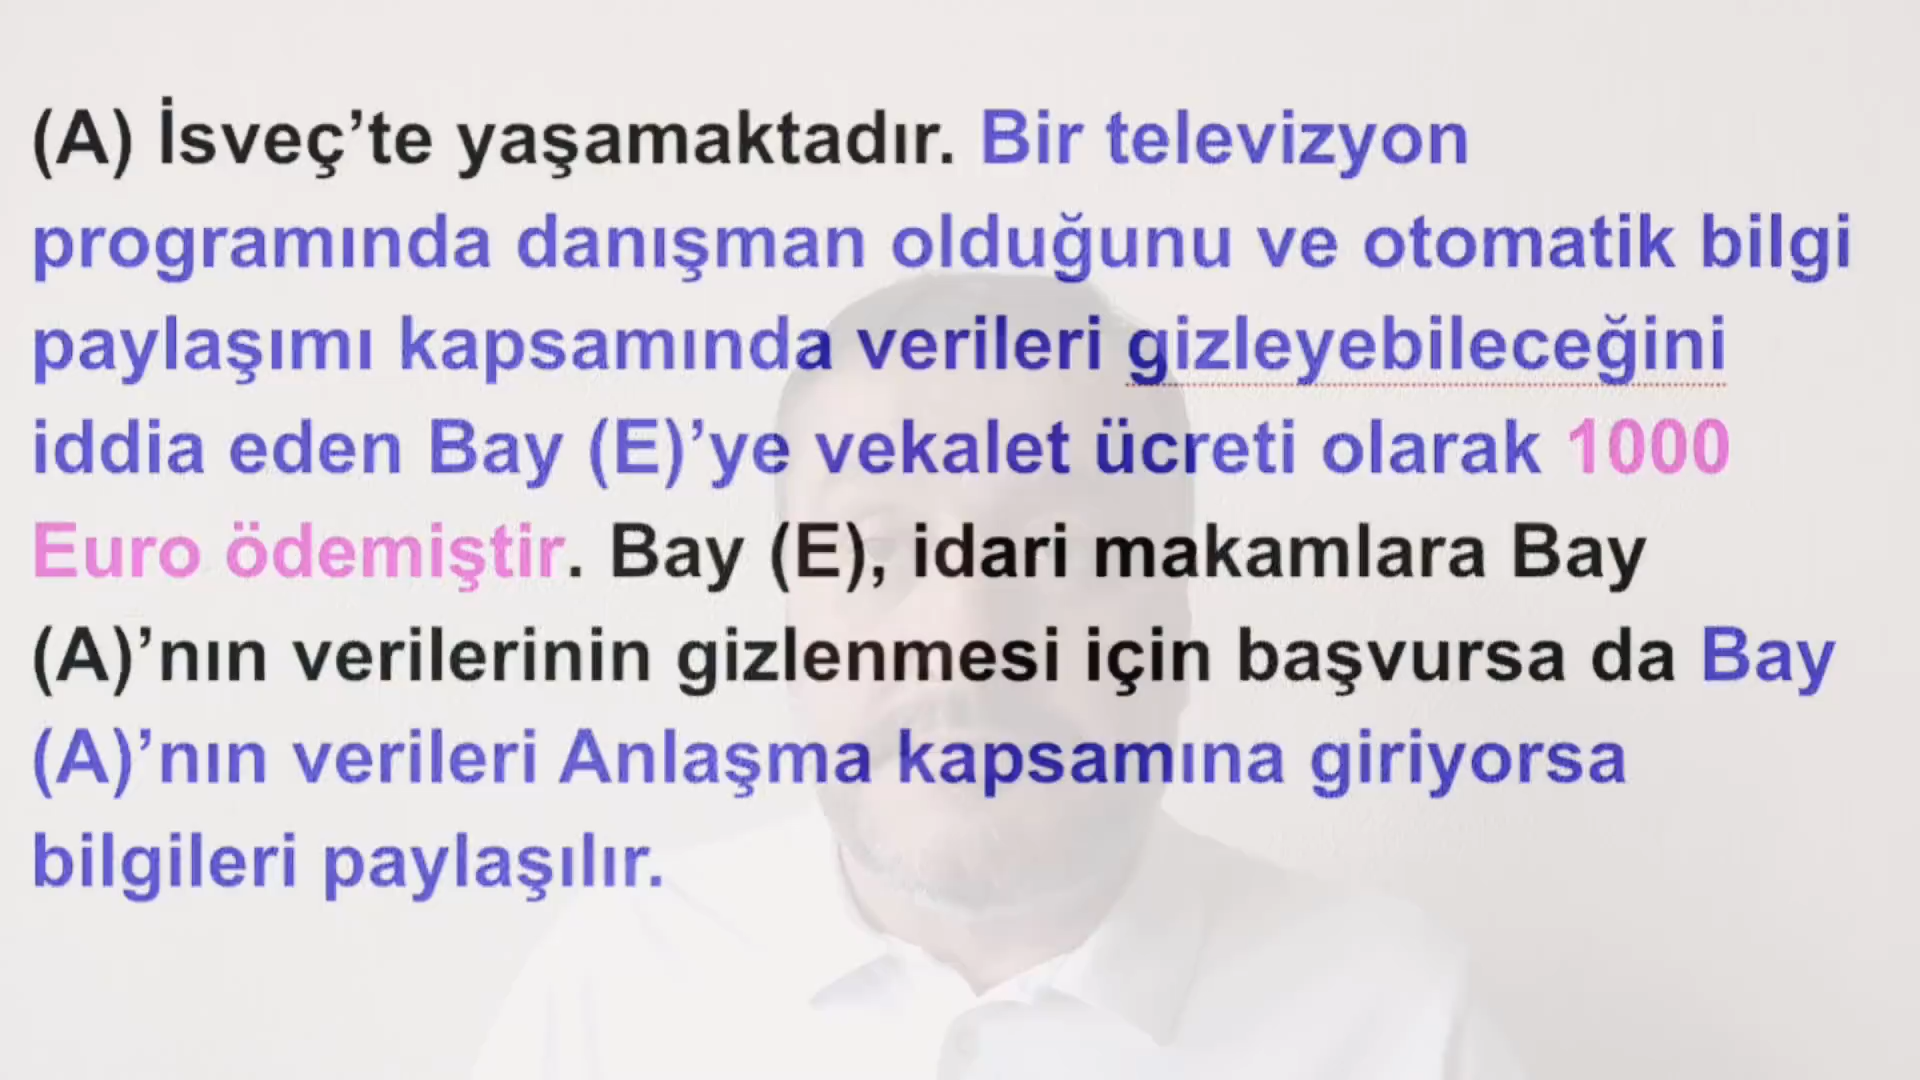 (A) İsveç’te yaşamaktadır. Bir televizyon
programında danışman olduğunu ve otomatik bilgi
paylaşımı kapsamında verileri gizleyebileceğini
iddia eden Bay (E)’ye vekalet ücreti olarak 1000
Euro ödemiştir. Bay (E), idari makamlara Bay
(A)’nın verilerinin gizlenmesi için başvursa da Bay
(A)’nın verileri Anlaşma kapsamına giriyorsa
bilgileri paylaşılır.